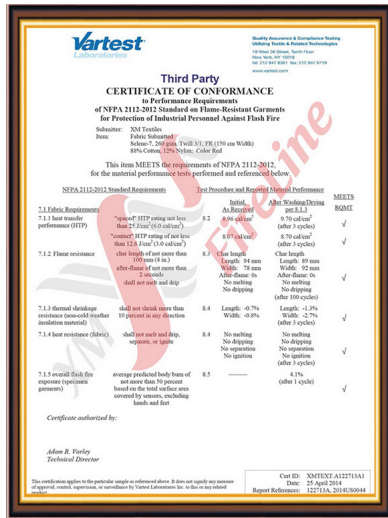 Vartest®
Laboratories
Quality Assurance & Compliance Testing
Utilizing Textile & Related Technologies
19 West 36 Street, Tenth Floor
New York, NY 10018
tel: 212 947 8391 fax: 212 947 8719
www.vartest.com
Third Party
CERTIFICATE OF CONFORMANCE
to Performance Requirements
of NFPA 2112-2012 Standard on Flame-Resistant Garments
for Protection of Industrial Personnel Against Flash Fire
Submitter: XM Textiles
Item: Fabric Submitted
Selene-7, 260 gsm, Twill 3/1, FR (150 cm Width)
88% Cotton, 12% Nylon; Color Red
This item MEETS the requirements of NFPA 2112-2012,
for the material performance tests performed and referenced below.
NFPA 2112-2012 Standard Requirements Test Procedure and Reported Material Performance
MEETS
RQMT
Initial After Washing/Drying
7.1 Fabric Requirements As Received per 8.1.3
7.1.1 heat transfer "spaced" HTP rating not less 8.2 8.96 cal/cm² 9.70 cal/cm²
performance (HTP) than 25 J/cm² (6.0 cal/cm²) (after 3 cycles) √
"contact" HTP rating of not less 8.07 cal/cm² 8.70 cal/cm²
than 12.6 J/cm² (3.0 cal/cm²) (after 3 cycles) √
7.1.2 Flame resistance char length of not more 8.3 Char length Char length
than 100 mm (4 in.) Length: 94 mm Length: 89 mm
Width: 78 mm Width: 92 mm
after-flame of not more than After-flame: 0s After-flame: 0s
2 seconds No melting No melting √
shall not melt and drip No dripping No dripping
(after 100 cycles)
7.1.3 thermal shrinkage shall not shrink more than 8.4 Length: -0.7% Length: -1.3%
resistance (non-cold weather 10 percent in any direction Width: -0.8% Width: -2.7%
insulation material) (after 3 cycles) √
7.1.4 heat resistance (fabric) shall not melt and drip, 8.4 No melting No melting
separate, or ignite No dripping No dripping
No separation No separation
No ignition No ignition √
(after 3 cycles)
7.1.5 overall flash fire average predicted body burn of 8.5 4.1%
exposure (specimen not more than 50 percent (after 1 cycle)
garments) based on the total surface area √
covered by sensors, excluding
hands and feet
Certificate authorized by:
Adam R. Varley
Technical Director
Cert ID: XMTEXT.A122713A1
Date: 25 April 2014
Report References: 122713A, 2014US0044
This certification applies to the particular sample as referenced above. It does not signify any measure
of approval, control, supervision, or surveillance by Vartest Laboratories Inc. to this or any related
product.
XM FireLine